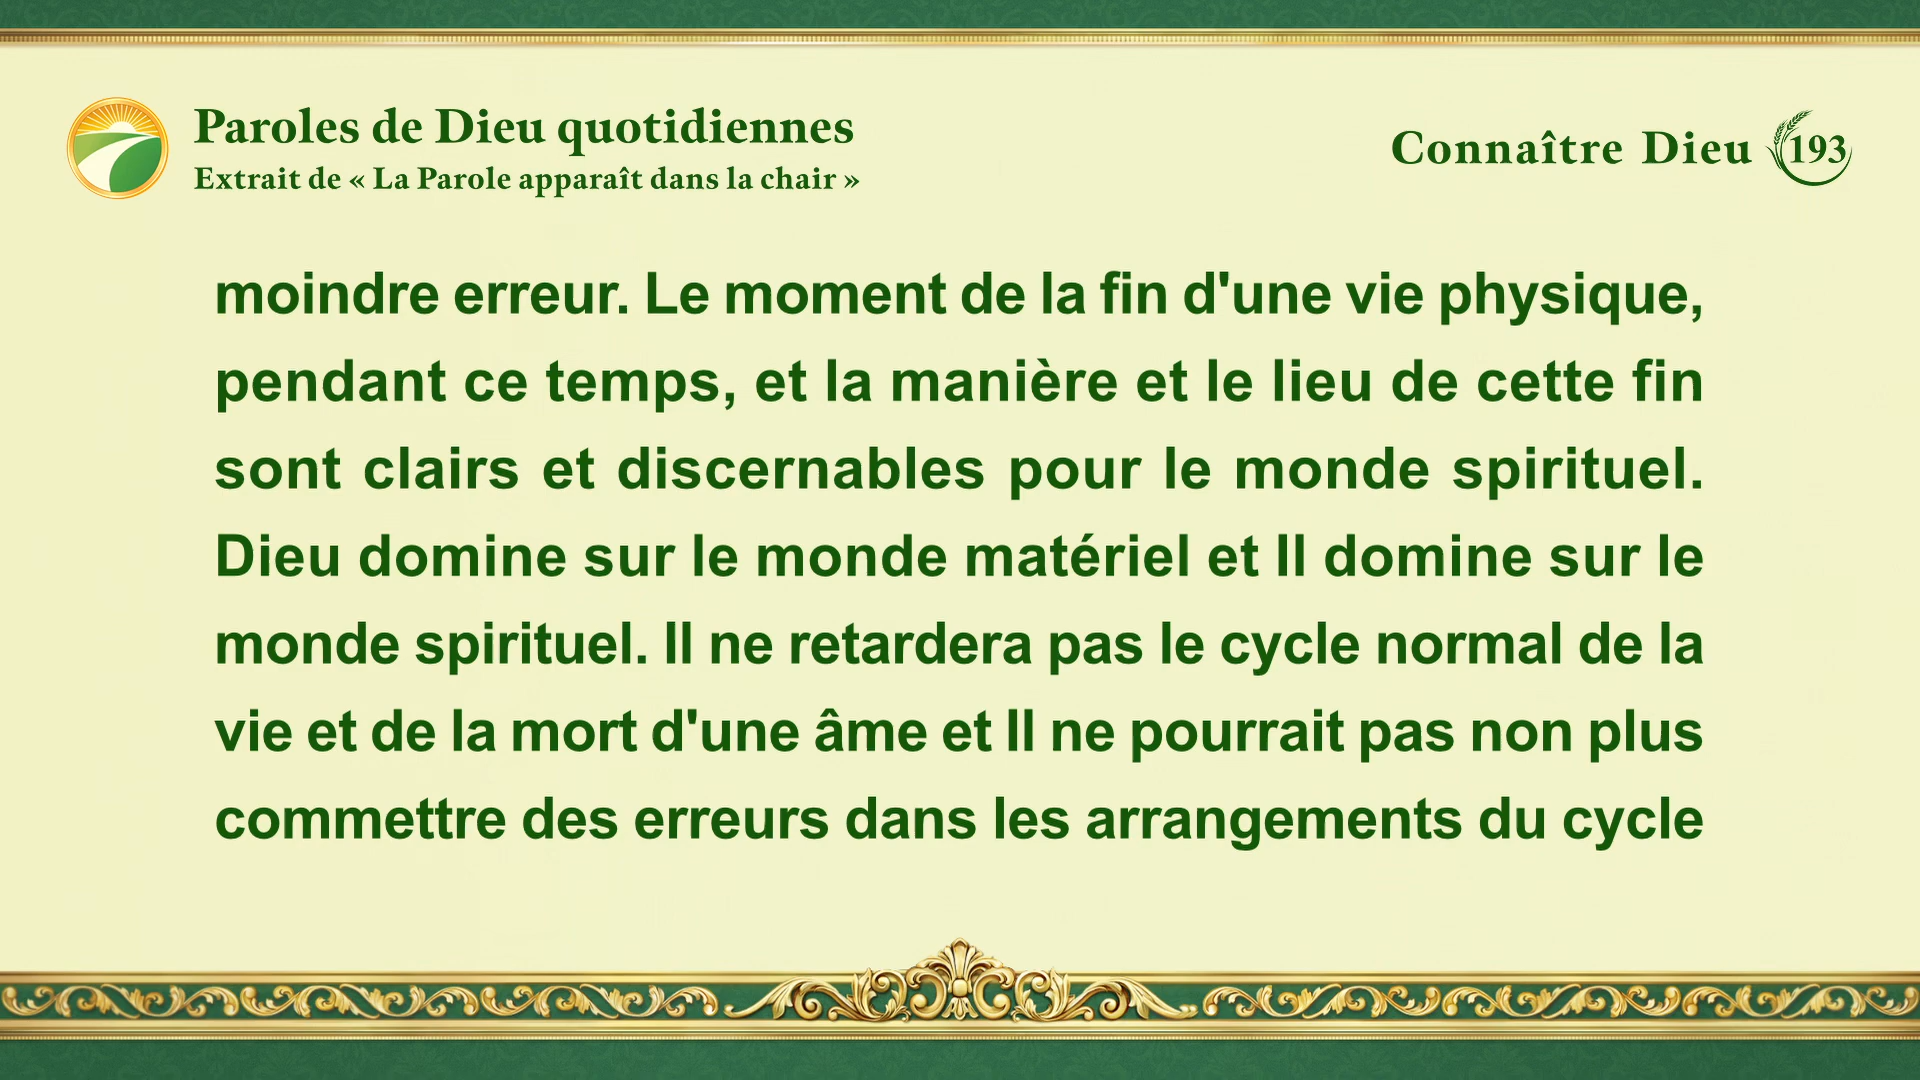 Paroles de Dieu quotidiennes
Extrait de « La Parole apparaît dans la chair »
Connaître Dieu 193
moindre erreur. Le moment de la fin d'une vie physique,
pendant ce temps, et la manière et le lieu de cette fin
sont clairs et discernables pour le monde spirituel.
Dieu domine sur le monde matériel et Il domine sur le
monde spirituel. Il ne retardera pas le cycle normal de la
vie et de la mort d'une âme et Il ne pourrait pas non plus
commettre des erreurs dans les arrangements du cycle